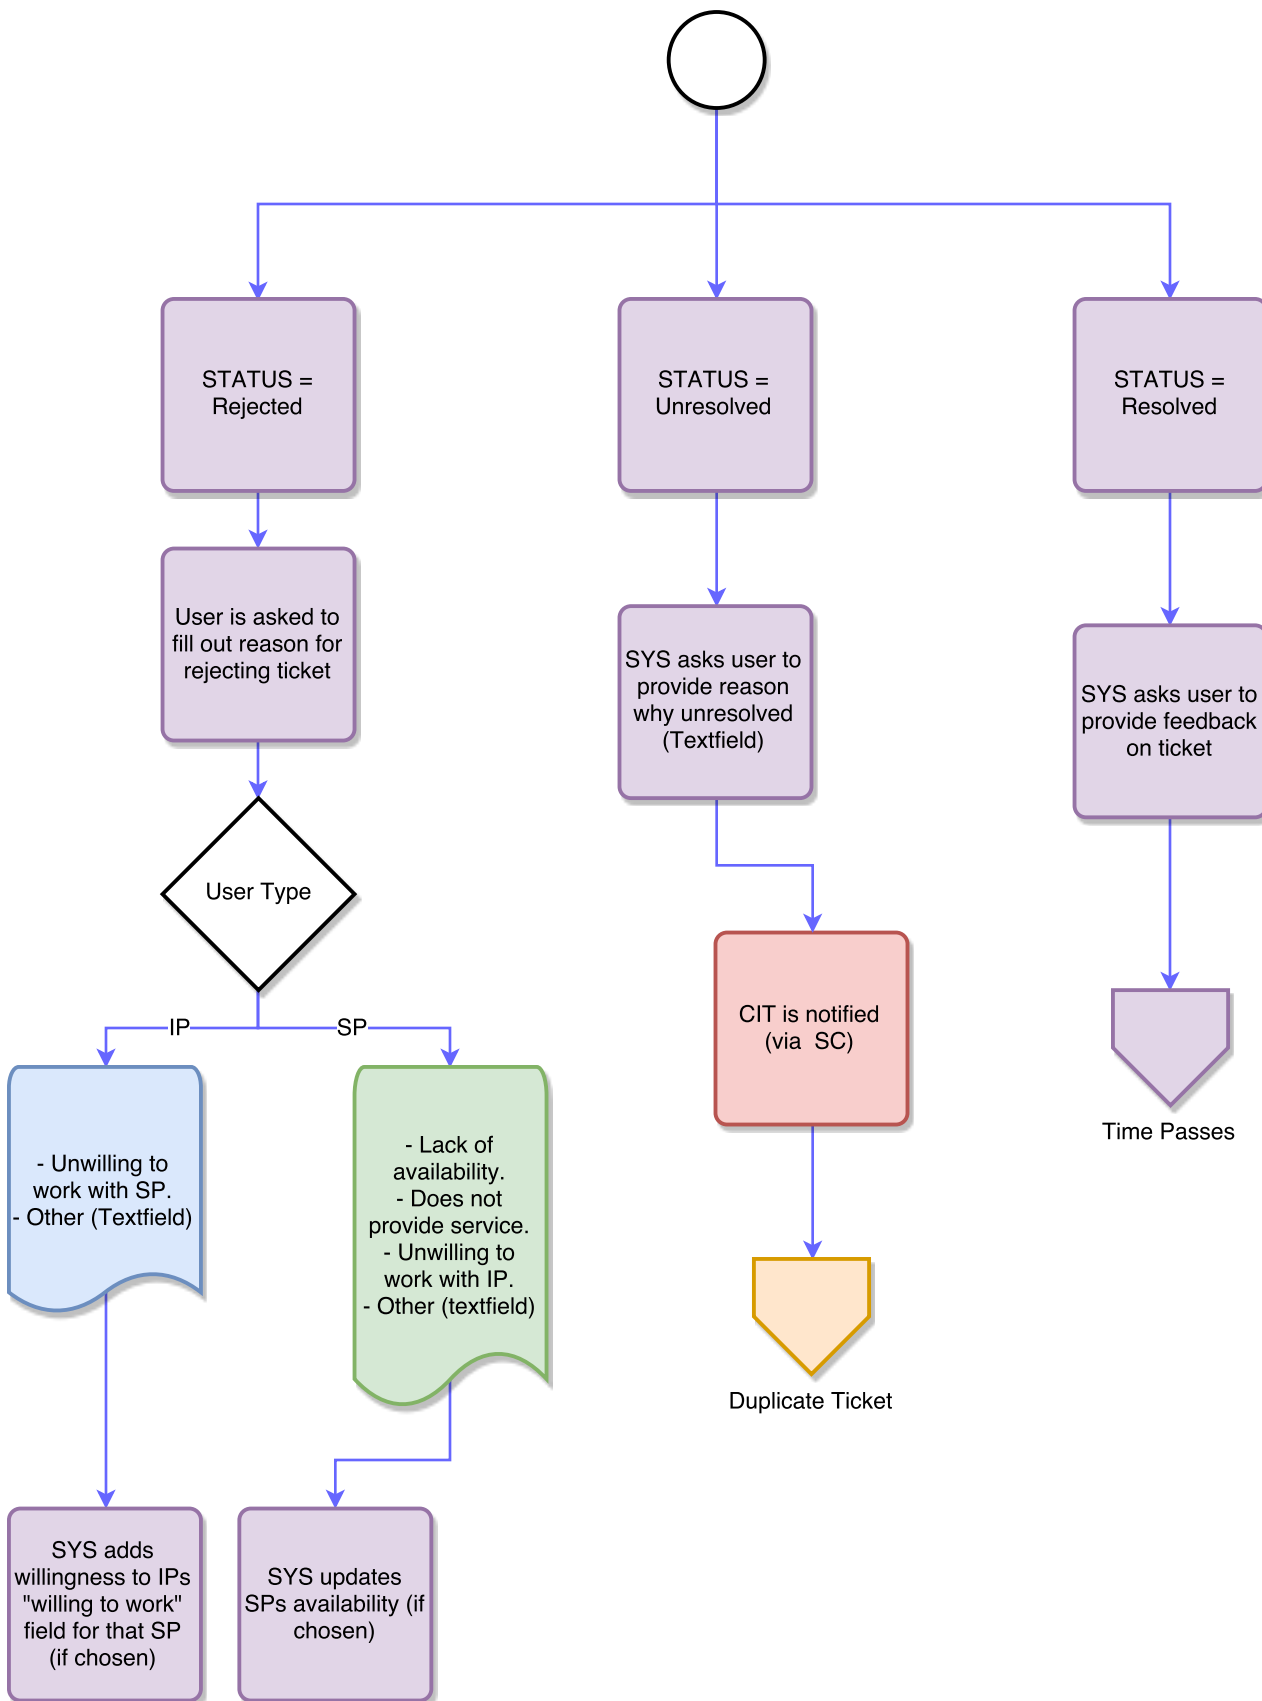 STATUS =
Rejected
STATUS =
Unresolved
STATUS =
Resolved
User is asked to
fill out reason for
rejecting ticket
SYS asks user to
provide reason
why unresolved
(Textfield)
SYS asks user to
provide feedback
on ticket
User Type
IP
SP
CIT is notified
(via  SC)
Time Passes
- Unwilling to
work with SP.
- Other (Textfield)
- Lack of
availability.
- Does not
provide service.
- Unwilling to
work with IP.
- Other (textfield)
Duplicate Ticket
SYS adds
willingness to IPs
"willing to work"
field for that SP
(if chosen)
SYS updates
SPs availability (if
chosen)